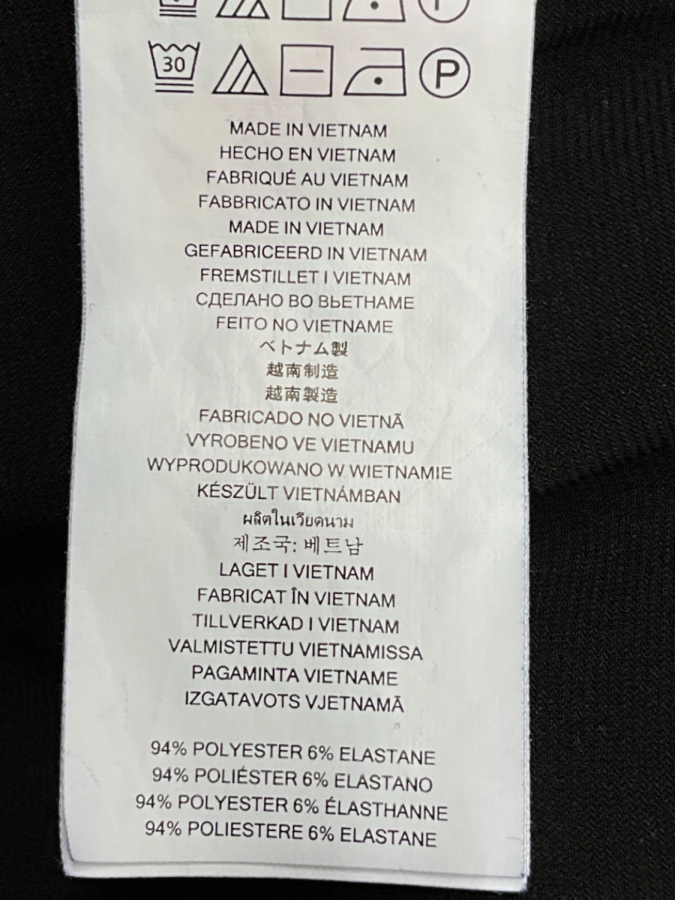 30 P
MADE IN VIETNAM
HECHO EN VIETNAM
FABRIQUÉ AU VIETNAM
FABBRICATO IN VIETNAM
MADE IN VIETNAM
GEFABRICEERD IN VIETNAM
FREMSTILLET I VIETNAM
СДЕЛАНО ВО ВЬЕТНАМЕ
FEITO NO VIETNAME
ベトナム製
越南制造
越南製造
FABRICADO NO VIETNÃ
VYROBENO VE VIETNAMU
WYPRODUKOWANO W WIETNAMIE
KÉSZÜLT VIETNÁMBAN
ผลิตในเวียดนาม
제조국: 베트남
LAGET I VIETNAM
FABRICAT ÎN VIETNAM
TILLVERKAD I VIETNAM
VALMISTETTU VIETNAMISSA
PAGAMINTA VIETNAME
IZGATAVOTS VJETNAMĀ
94% POLYESTER 6% ELASTANE
94% POLIÉSTER 6% ELASTANO
94% POLYESTER 6% ÉLASTHANNE
94% POLIESTERE 6% ELASTANE